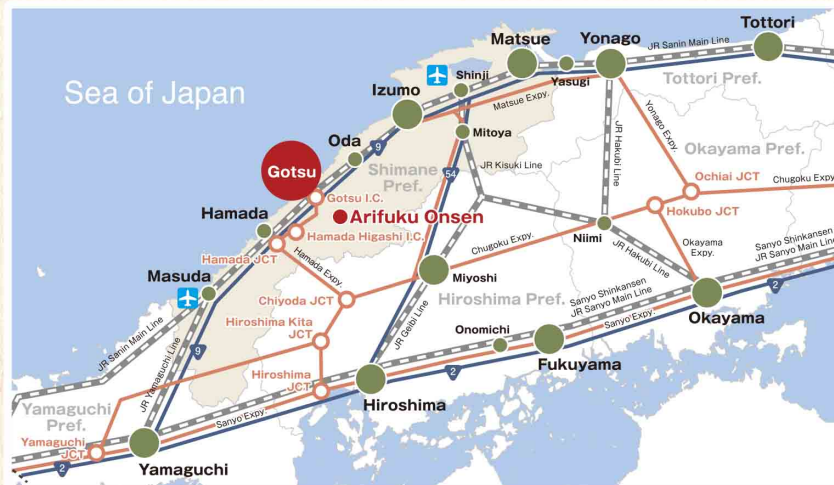 Tottori
Yonago
Matsue
JR Sanin Main Line
Yasugi
Tottori Pref.
Shinji
Izumo
Matsue Expy.
Sea of Japan
Mitoya
Yonago Expy.
JR Hakubi Line
Oda
9
Okayama Pref.
Shimane
Pref.
JR Kisuki Line
54
Gotsu
Gotsu I.C.
Ochiai JCT
Chugoku Expy.
Hokubo JCT
Arifuku Onsen
Hamada
Hamada Higashi I.C.
Niimi
Chugoku Expy.
Hamada JCT
Hamada Expy.
JR Hakubi Line
Okayama
Expy.
Sanyo Shinkansen
JR Sanyo Main Line
Masuda
Miyoshi
2
Chiyoda JCT
Hiroshima Pref.
Sanyo Shinkansen
JR Sanyo Main Line
Okayama
JR Sanin Main Line
Hiroshima Kita
JCT
JR Geibi Line
Onomichi
Sanyo Expy.
9
JR Yamaguchi Line
Fukuyama
Hiroshima
JCT
2
Hiroshima
Yamaguchi
Pref.
Sanyo Expy.
Yamaguchi
JCT
2
Yamaguchi